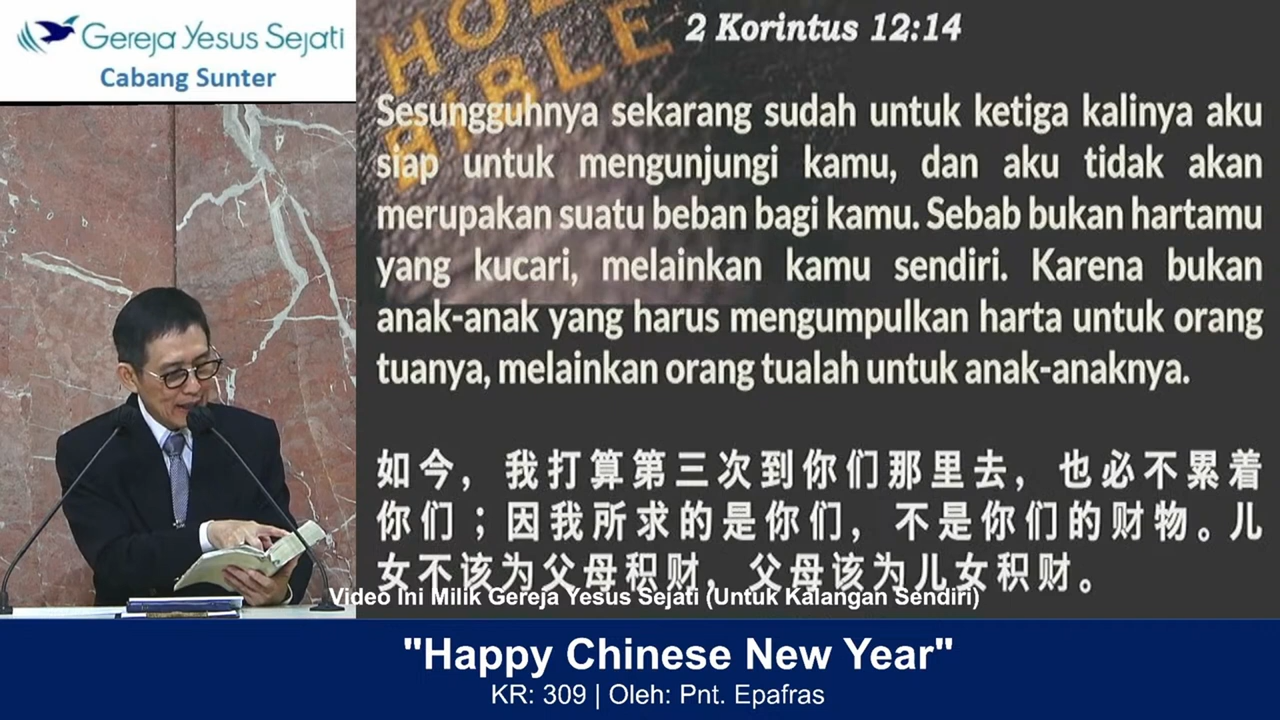 Gereja Yesus Sejati
Cabang Sunter
2 Korintus 12:14
HOLY
BIBLE
Sesungguhnya sekarang sudah untuk ketiga kalinya aku
siap untuk mengunjungi kamu, dan aku tidak akan
merupakan suatu beban bagi kamu. Sebab bukan hartamu
yang kucari, melainkan kamu sendiri. Karena bukan
anak-anak yang harus mengumpulkan harta untuk orang
tuanya, melainkan orang tualah untuk anak-anaknya.
如今，我打算第三次到你们那里去，也必不累着
你们；因我所求的是你们，不是你们的财物。儿
女不该为父母积财，父母该为儿女积财。
Video Ini Milik Gereja Yesus Sejati (Untuk Kalangan Sendiri)
"Happy Chinese New Year"
KR: 309 | Oleh: Pnt. Epafras